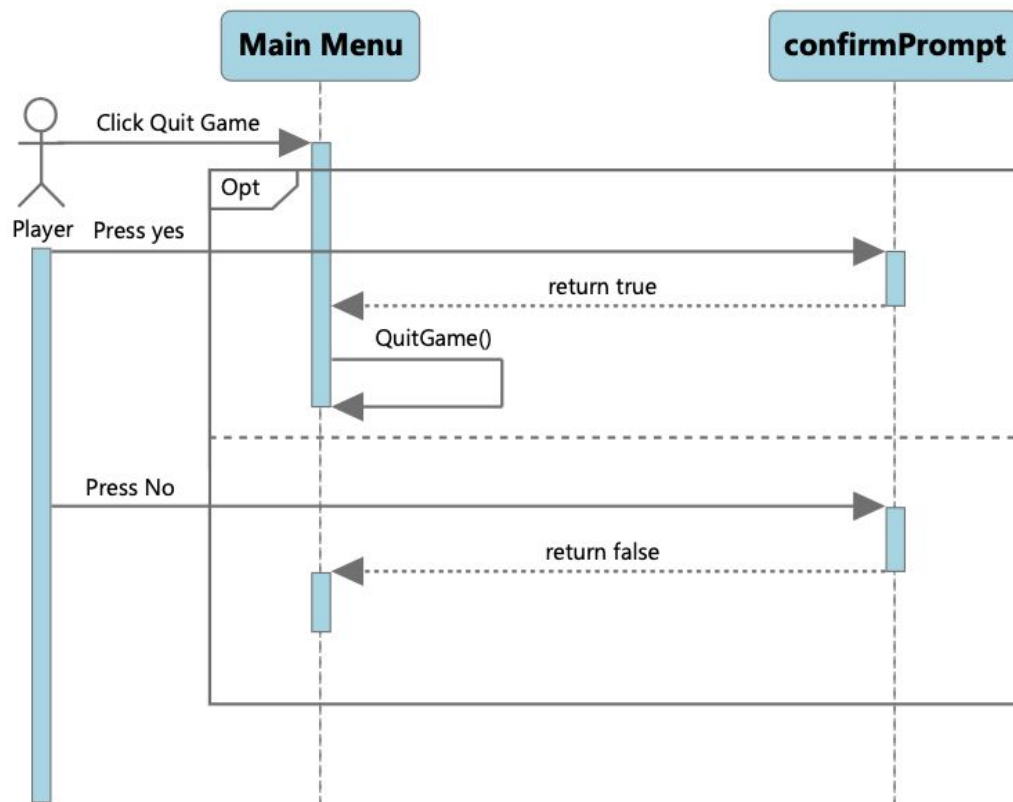 Main Menu
confirmPrompt
Click Quit Game
Opt
Player
Press yes
return true
QuitGame()
Press No
return false